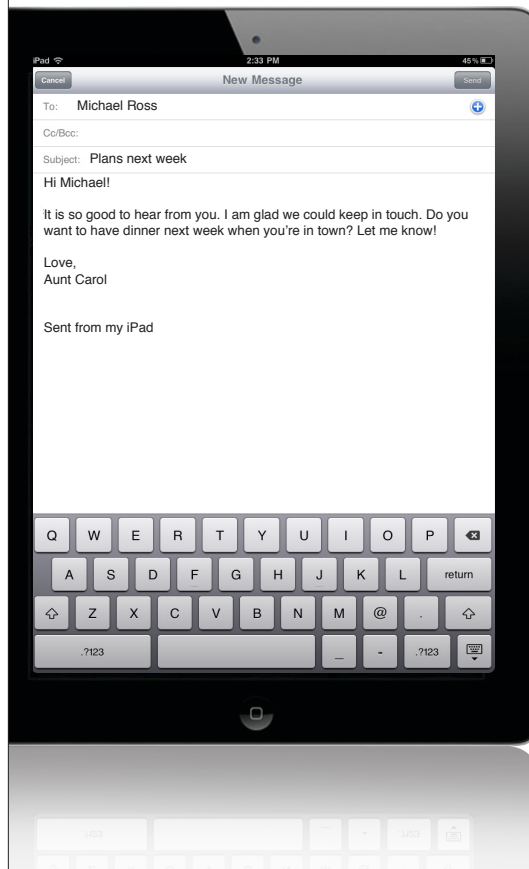 iPad 2:33 PM 45%
Cancel New Message Send
To: Michael Ross
Cc/Bcc:
Subject: Plans next week
Hi Michael!
It is so good to hear from you. I am glad we could keep in touch. Do you
want to have dinner next week when you're in town? Let me know!
Love,
Aunt Carol
Sent from my iPad
Q W E R T Y U I O P
A S D F G H J K L return
Z X C V B N M @ .
.?123 _ - .?123